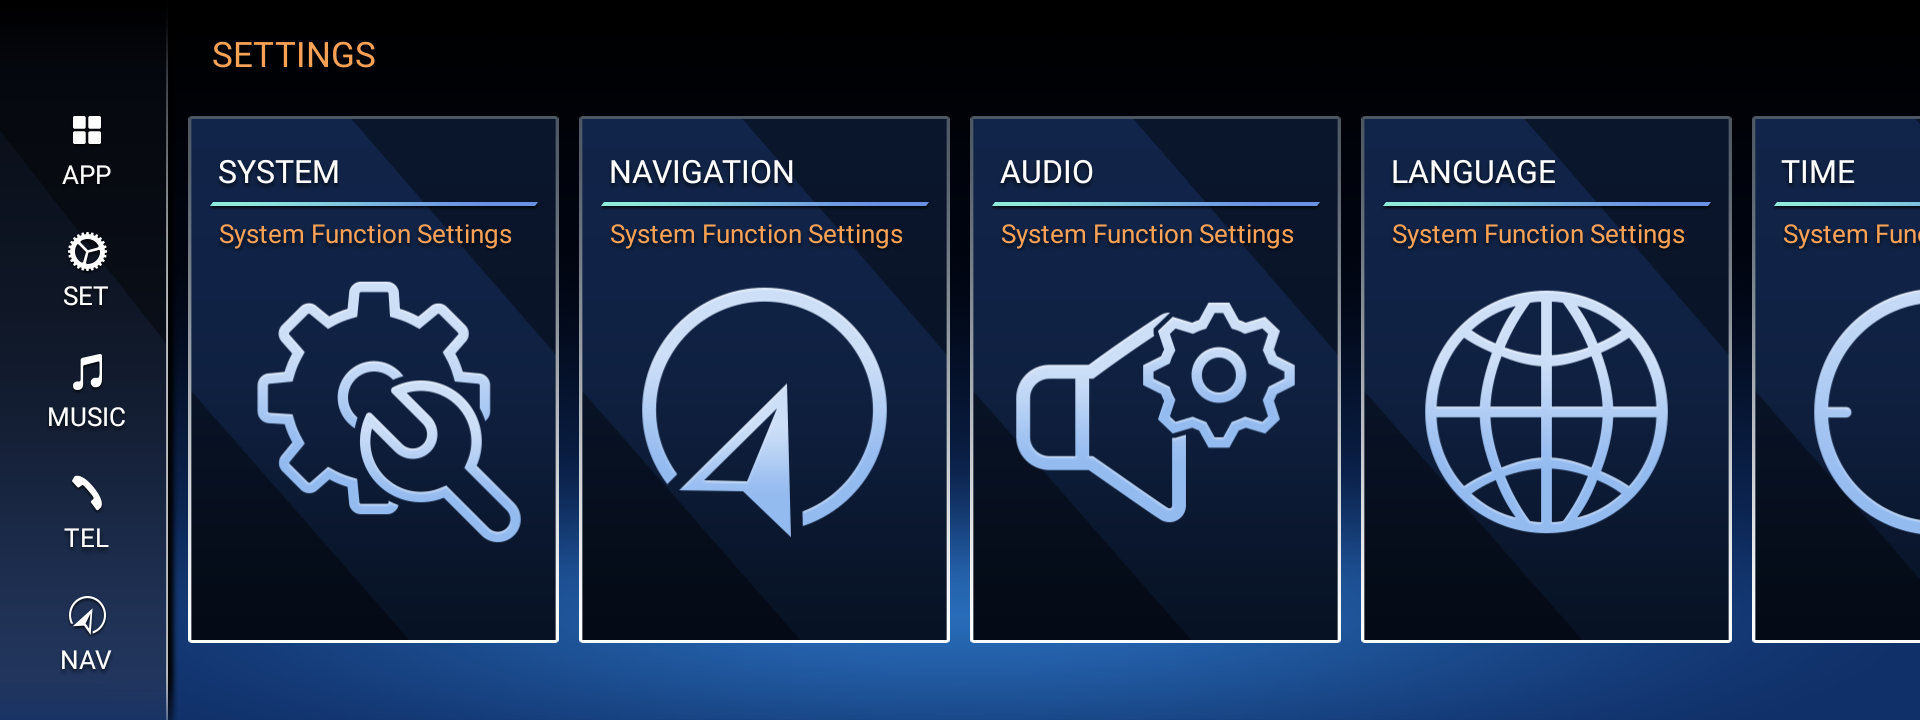 SETTINGS
APP
SET
MUSIC
TEL
NAV
SYSTEM
System Function Settings
NAVIGATION
System Function Settings
AUDIO
System Function Settings
LANGUAGE
System Function Settings
TIME
System Func